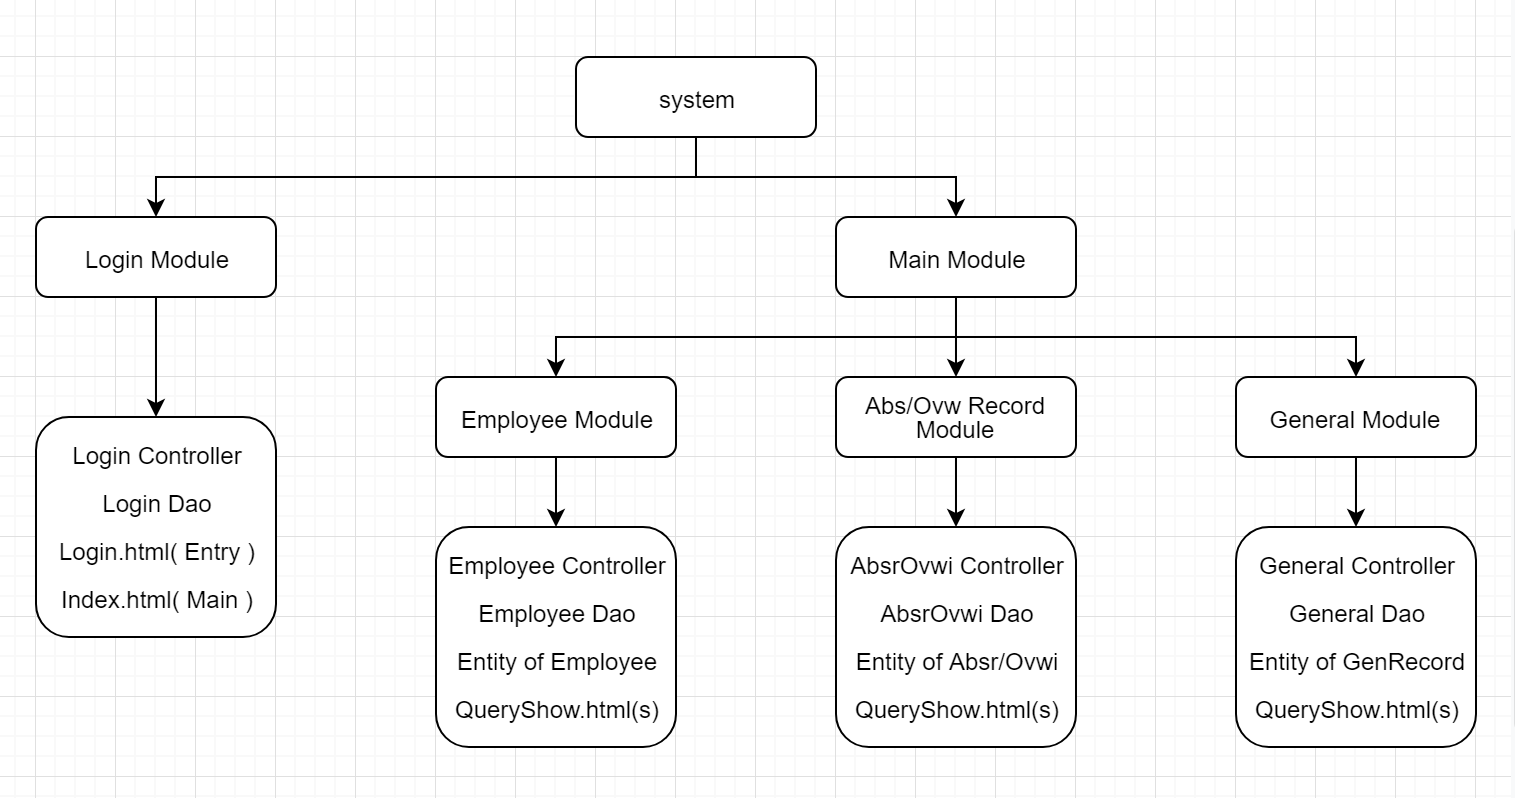 system
Login Module
Main Module
Employee Module
Abs/Ovw Record
Module
General Module
Login Controller
Login Dao
Login.html( Entry )
Index.html( Main )
Employee Controller
Employee Dao
Entity of Employee
QueryShow.html(s)
AbsrOvwi Controller
AbsrOvwi Dao
Entity of Absr/Ovwi
QueryShow.html(s)
General Controller
General Dao
Entity of GenRecord
QueryShow.html(s)